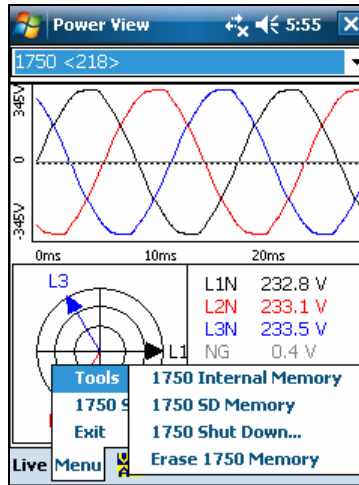 Power View 5:55
1750 <218>
345V
0
-345V
0ms 10ms 20ms
L3
L1
L1N 232.8 V
L2N 233.1 V
L3N 233.5 V
NG 0.4 V
Tools
1750 S
Exit
1750 Internal Memory
1750 SD Memory
1750 Shut Down...
Erase 1750 Memory
Live Menu